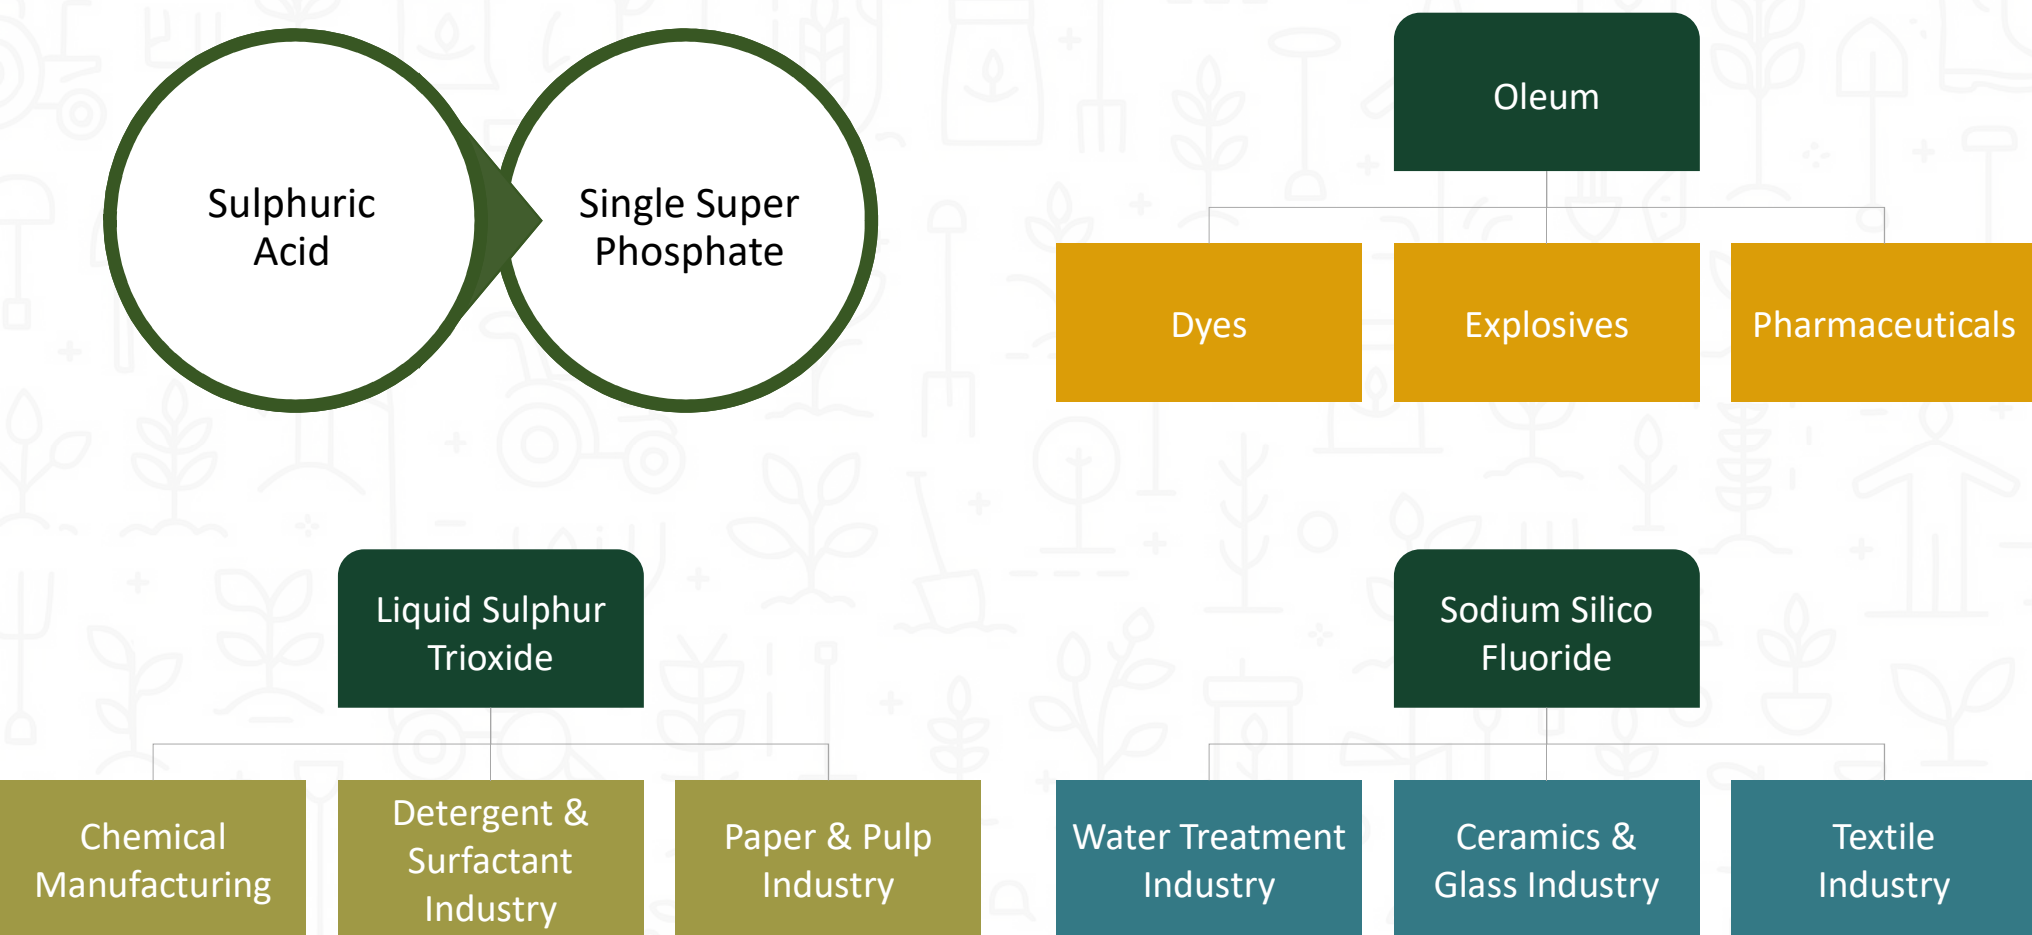 Sulphuric
Acid
Single Super
Phosphate
Oleum
Dyes
Explosives
Pharmaceuticals
Liquid Sulphur
Trioxide
Chemical
Manufacturing
Detergent &
Surfactant
Industry
Paper & Pulp
Industry
Sodium Silico
Fluoride
Water Treatment
Industry
Ceramics &
Glass Industry
Textile
Industry